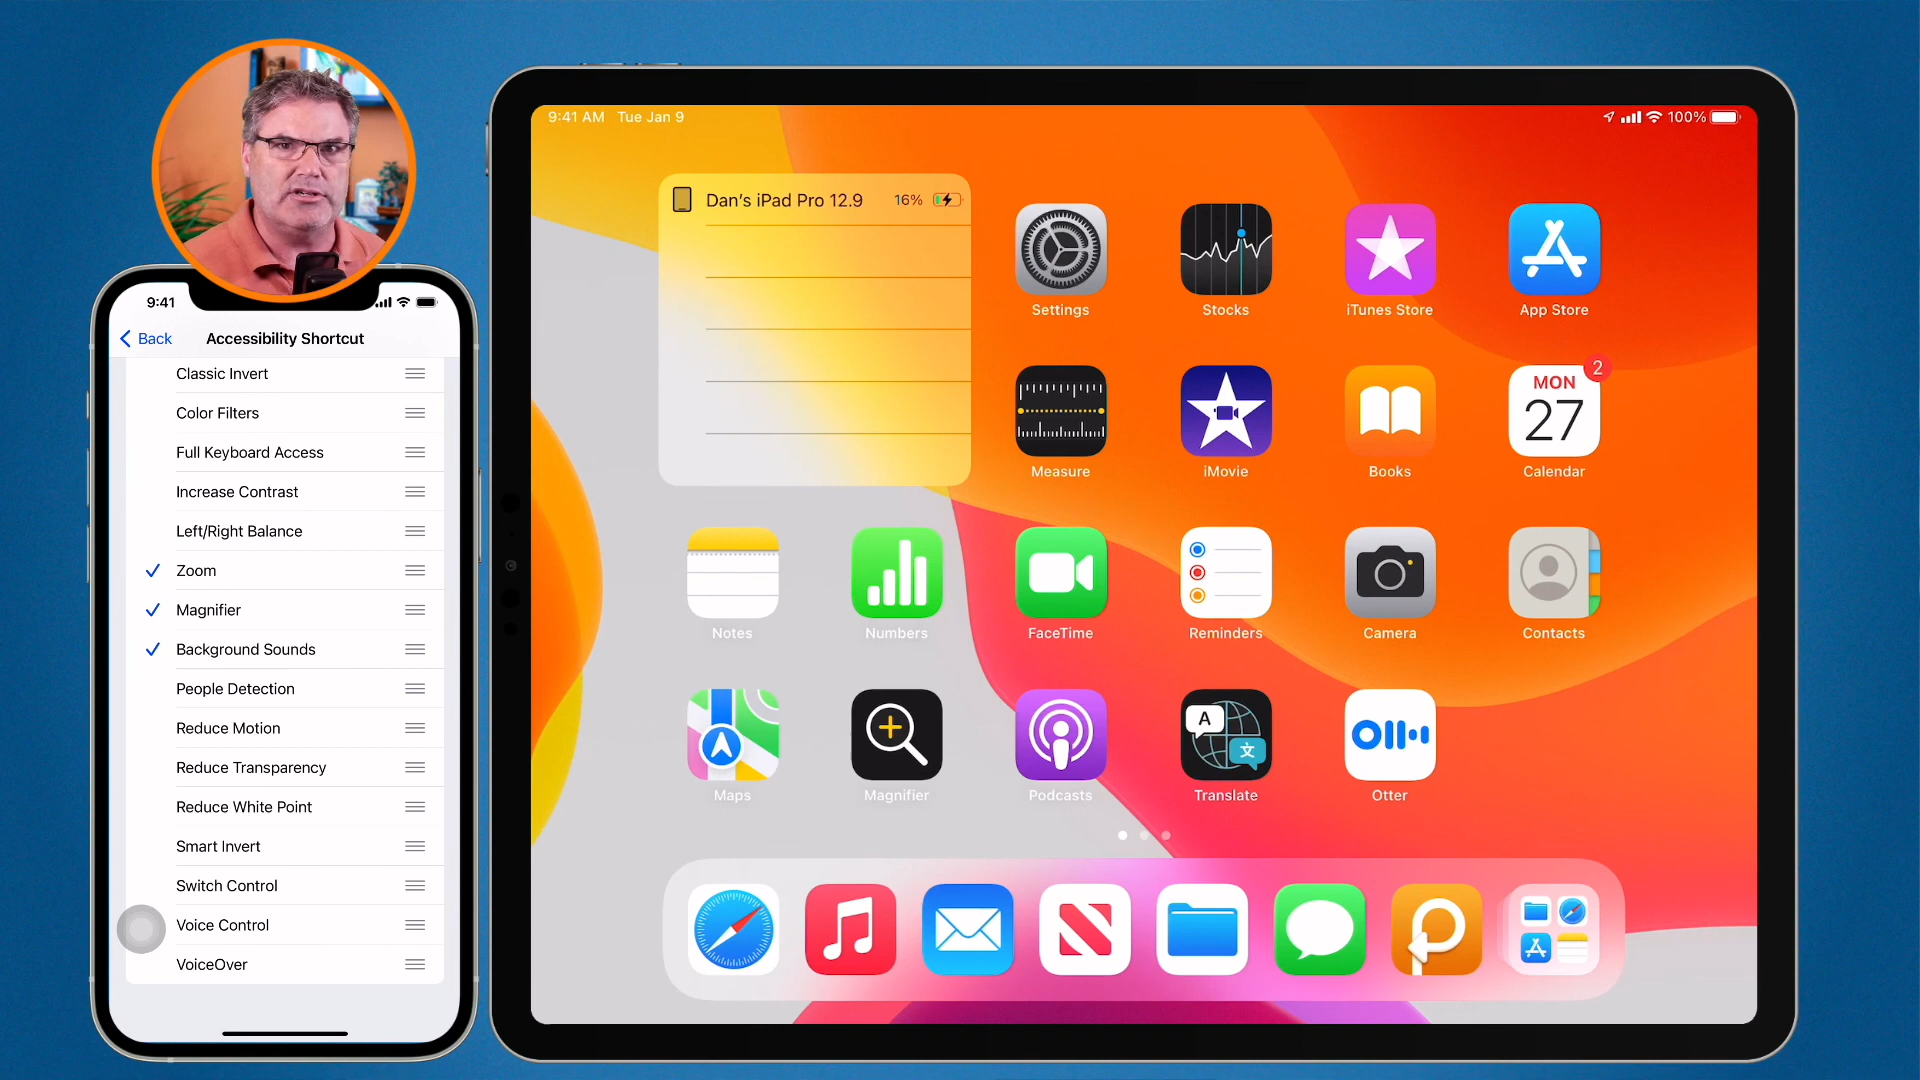 9:41
Back
Accessibility Shortcut
Classic Invert
Color Filters
Full Keyboard Access
Increase Contrast
Left/Right Balance
Zoom
Magnifier
Background Sounds
People Detection
Reduce Motion
Reduce Transparency
Reduce White Point
Smart Invert
Switch Control
Voice Control
VoiceOver
9:41 AM Tue Jan 9
100%
Dan's iPad Pro 12.9 16%
Settings Stocks iTunes Store App Store
2
MON
27
Measure iMovie Books Calendar
Notes Numbers FaceTime Reminders Camera Contacts
A
文
Maps Magnifier Podcasts Translate Otter